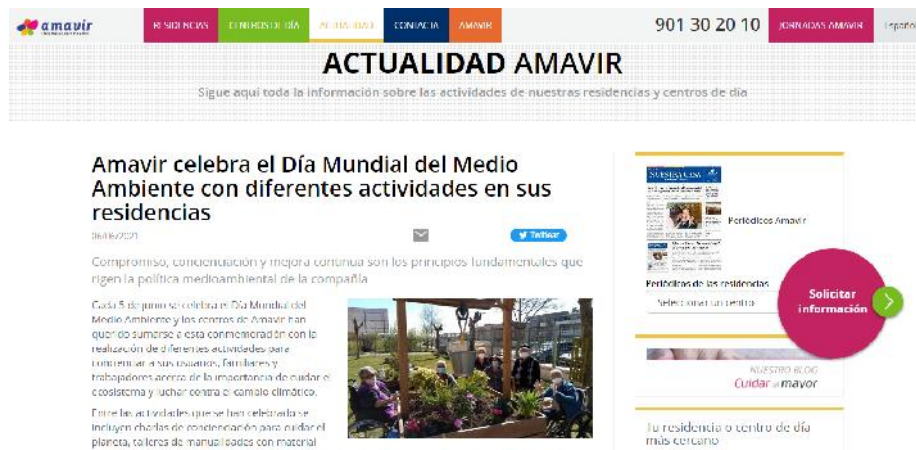 amavir
RESIDENCIAS
CENTROS DE DÍA
ACTUALIDAD
CONTACTA
AMAVIR
901 30 20 10
JORNADAS AMAVIR
Español
ACTUALIDAD AMAVIR
Sigue aquí toda la información sobre las actividades de nuestras residencias y centros de día
Amavir celebra el Día Mundial del Medio
Ambiente con diferentes actividades en sus
residencias
Twittear
Compromiso, concienciación y mejora continua son los principios fundamentales que
rigen la política medioambiental de la compañía
Cada 5 de junio se celebra el Día Mundial del
Medio Ambiente y los centros de Amavir han
querido sumarse a esta conmemoración con la
realización de diferentes actividades para
concienciar a sus usuarios, familiares y
trabajadores acerca de la importancia de cuidar el
ecosistema y luchar contra el cambio climático.
Entre las actividades que se han celebrado se
incluyen charlas de concienciación para cuidar el
planeta, talleres de manualidades con material
NUESTRA CASA
Periódicos Amavir
Periódicos de las residencias
Seleccionar un centro
Solicitar
información
NUESTRO BLOG
Cuidar al mayor
Tu residencia o centro de día
más cercano